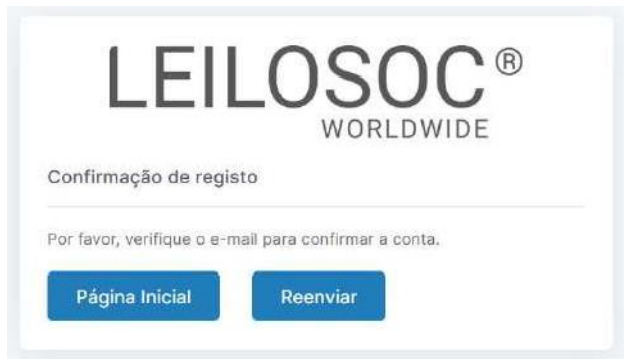 LEILOSOC®
WORLDWIDE
Confirmação de registo
Por favor, verifique o e-mail para confirmar a conta.
Página Inicial
Reenviar